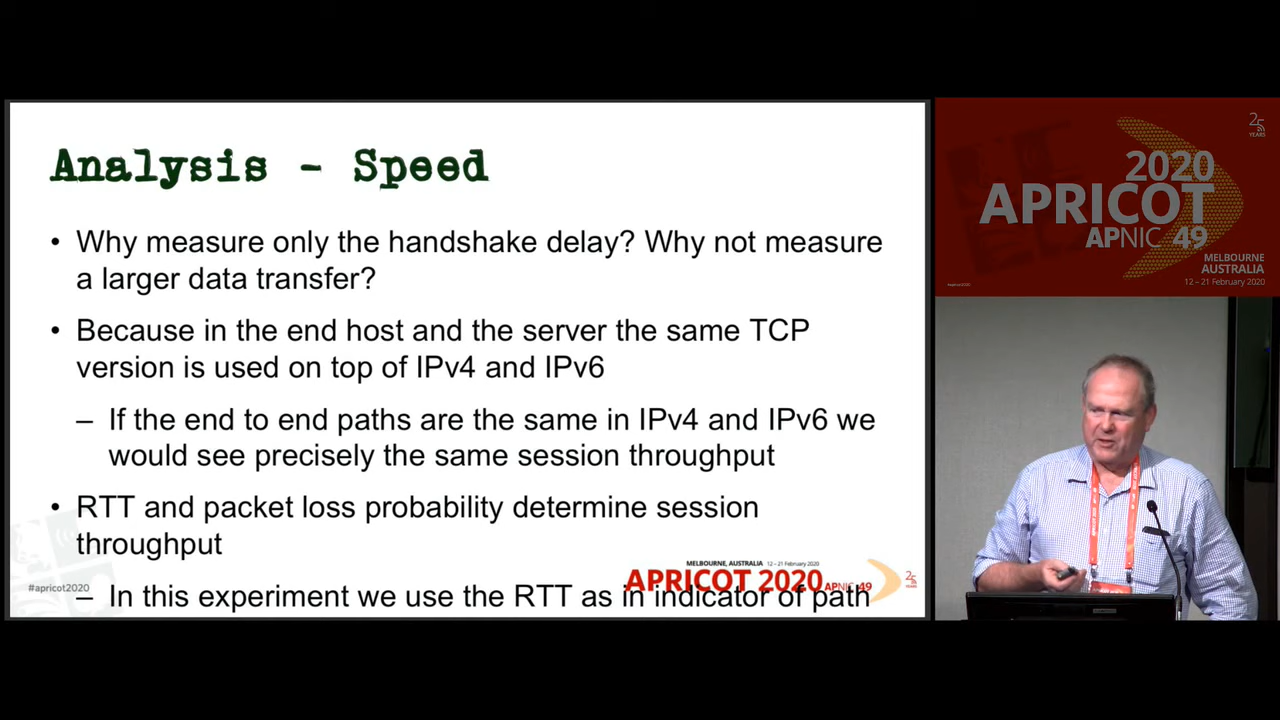 Analysis - Speed
• Why measure only the handshake delay? Why not measure
a larger data transfer?
• Because in the end host and the server the same TCP
version is used on top of IPv4 and IPv6
– If the end to end paths are the same in IPv4 and IPv6 we
would see precisely the same session throughput
• RTT and packet loss probability determine session
throughput
– In this experiment we use the RTT as in indicator of path
#apricot2020
MELBOURNE, AUSTRALIA 12 – 21 February 2020
APRICOT 2020 APNIC 49
25
25
YEARS
2020
APRICOT
APNIC 49
MELBOURNE
AUSTRALIA
12 – 21 February 2020
#apricot2020